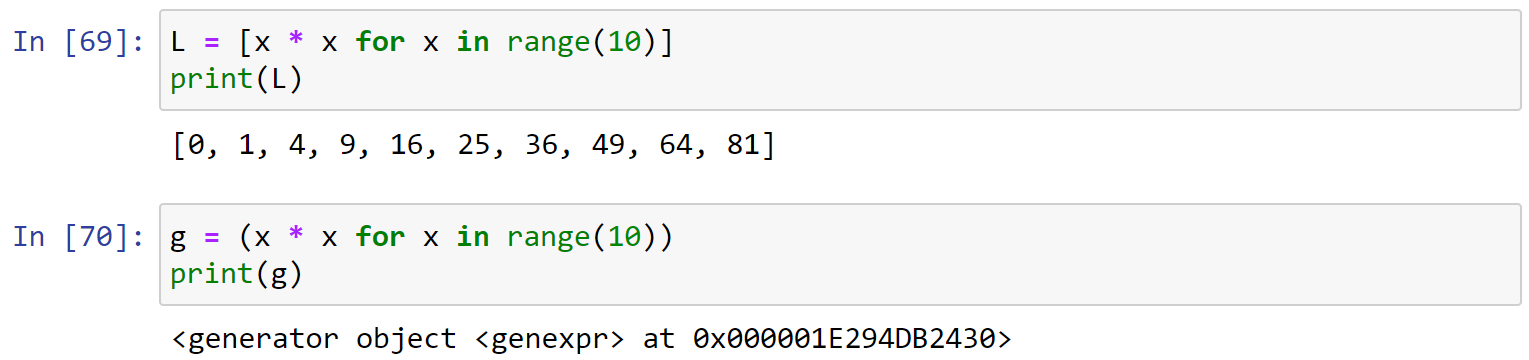 In [69]: L = [x * x for x in range(10)]
print(L)
[0, 1, 4, 9, 16, 25, 36, 49, 64, 81]
In [70]: g = (x * x for x in range(10))
print(g)
<generator object <genexpr> at 0x000001E294DB2430>